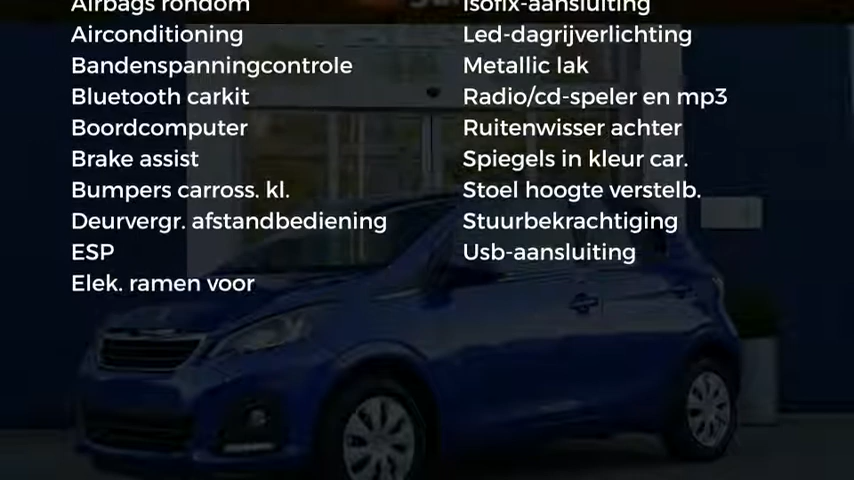 Airbags rondom
Airconditioning
Bandenspanningcontrole
Bluetooth carkit
Boordcomputer
Brake assist
Bumpers carross. kl.
Deurvergr. afstandbediening
ESP
Elek. ramen voor
Isofix-aansluiting
Led-dagrijverlichting
Metallic lak
Radio/cd-speler en mp3
Ruitenwisser achter
Spiegels in kleur car.
Stoel hoogte verstelb.
Stuurbekrachtiging
Usb-aansluiting